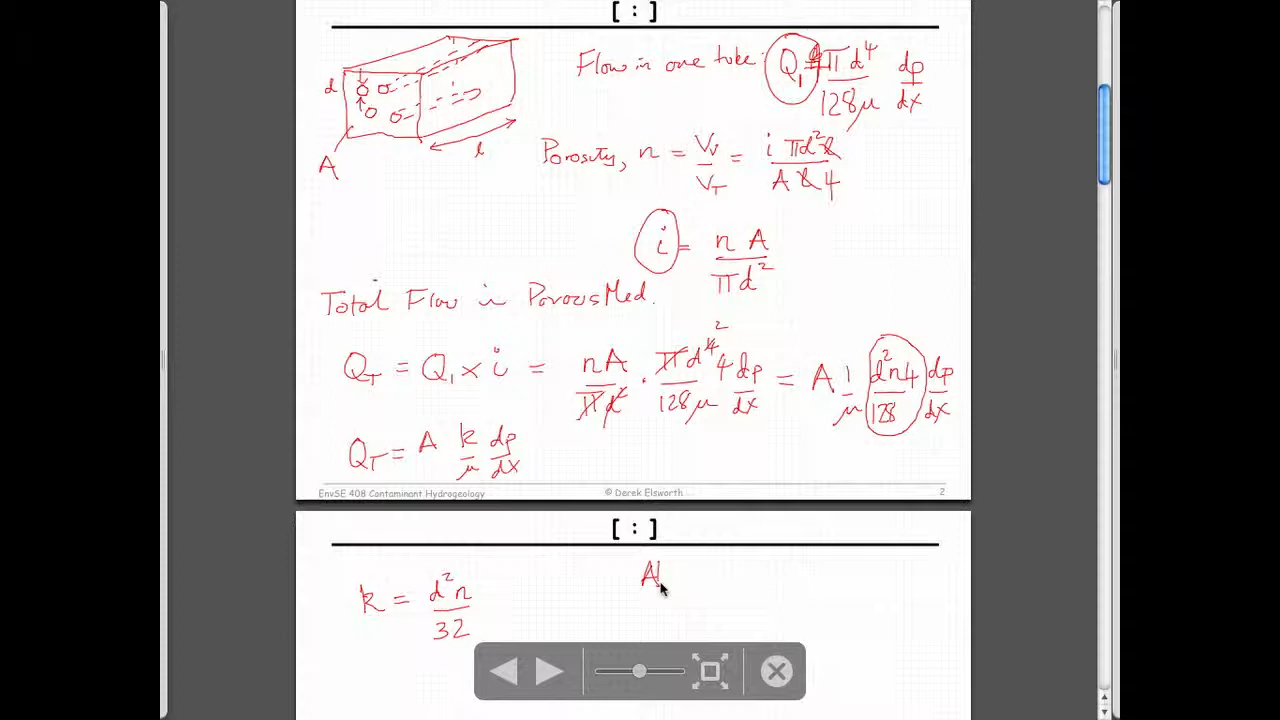 [ : ]
d
A
l
Flow in one tube: Q₁ = πd⁴/128μ dp/dx
Porosity, n = Vv/VT = i πd²l/A l 4
i = n A/πd²
Total Flow in Porous Med.
QT = Q₁ × i = nA/πd² · πd⁴ 2 4/128μ dp/dx = A 1/μ d²n4/128 dp/dx
QT = A k/μ dp/dx
EnvSE 408 Contaminant Hydrogeology © Derek Elsworth 2
[ : ]
k = d²n/32